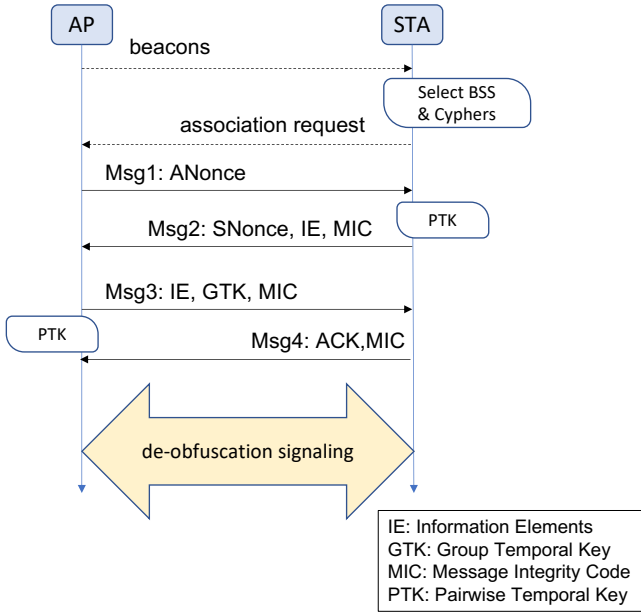 AP
STA
beacons
Select BSS
& Cyphers
association request
Msg1: ANonce
PTK
Msg2: SNonce, IE, MIC
Msg3: IE, GTK, MIC
PTK
Msg4: ACK,MIC
de-obfuscation signaling
IE: Information Elements
GTK: Group Temporal Key
MIC: Message Integrity Code
PTK: Pairwise Temporal Key